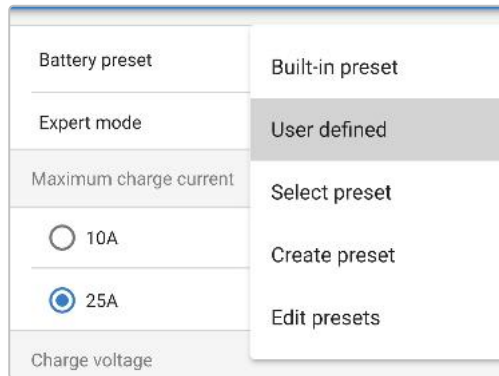 Battery preset
Expert mode
Maximum charge current
10A
25A
Charge voltage
Built-in preset
User defined
Select preset
Create preset
Edit presets